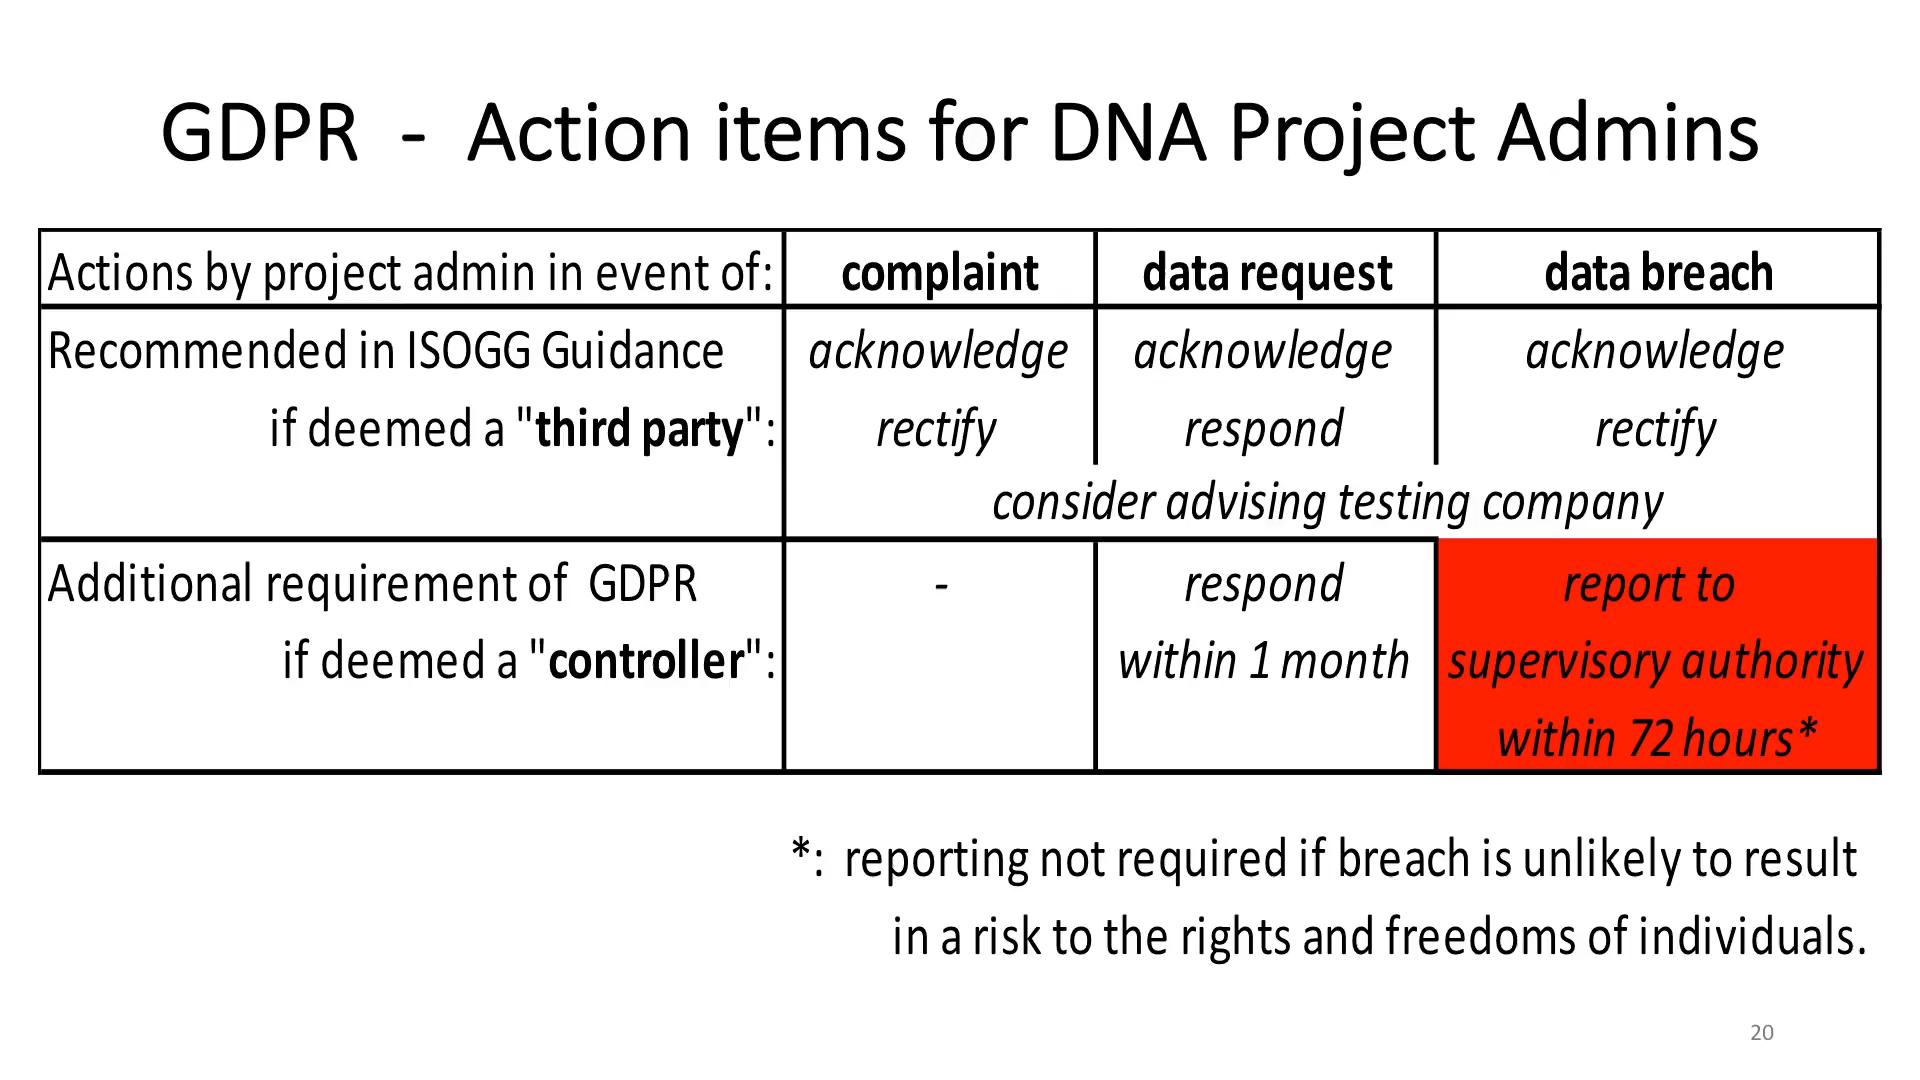 GDPR - Action items for DNA Project Admins
Actions by project admin in event of: complaint data request data breach
Recommended in ISOGG Guidance acknowledge acknowledge acknowledge
if deemed a "third party": rectify respond rectify
consider advising testing company
Additional requirement of GDPR - respond report to
if deemed a "controller": within 1 month supervisory authority
within 72 hours*
*: reporting not required if breach is unlikely to result
in a risk to the rights and freedoms of individuals.
20